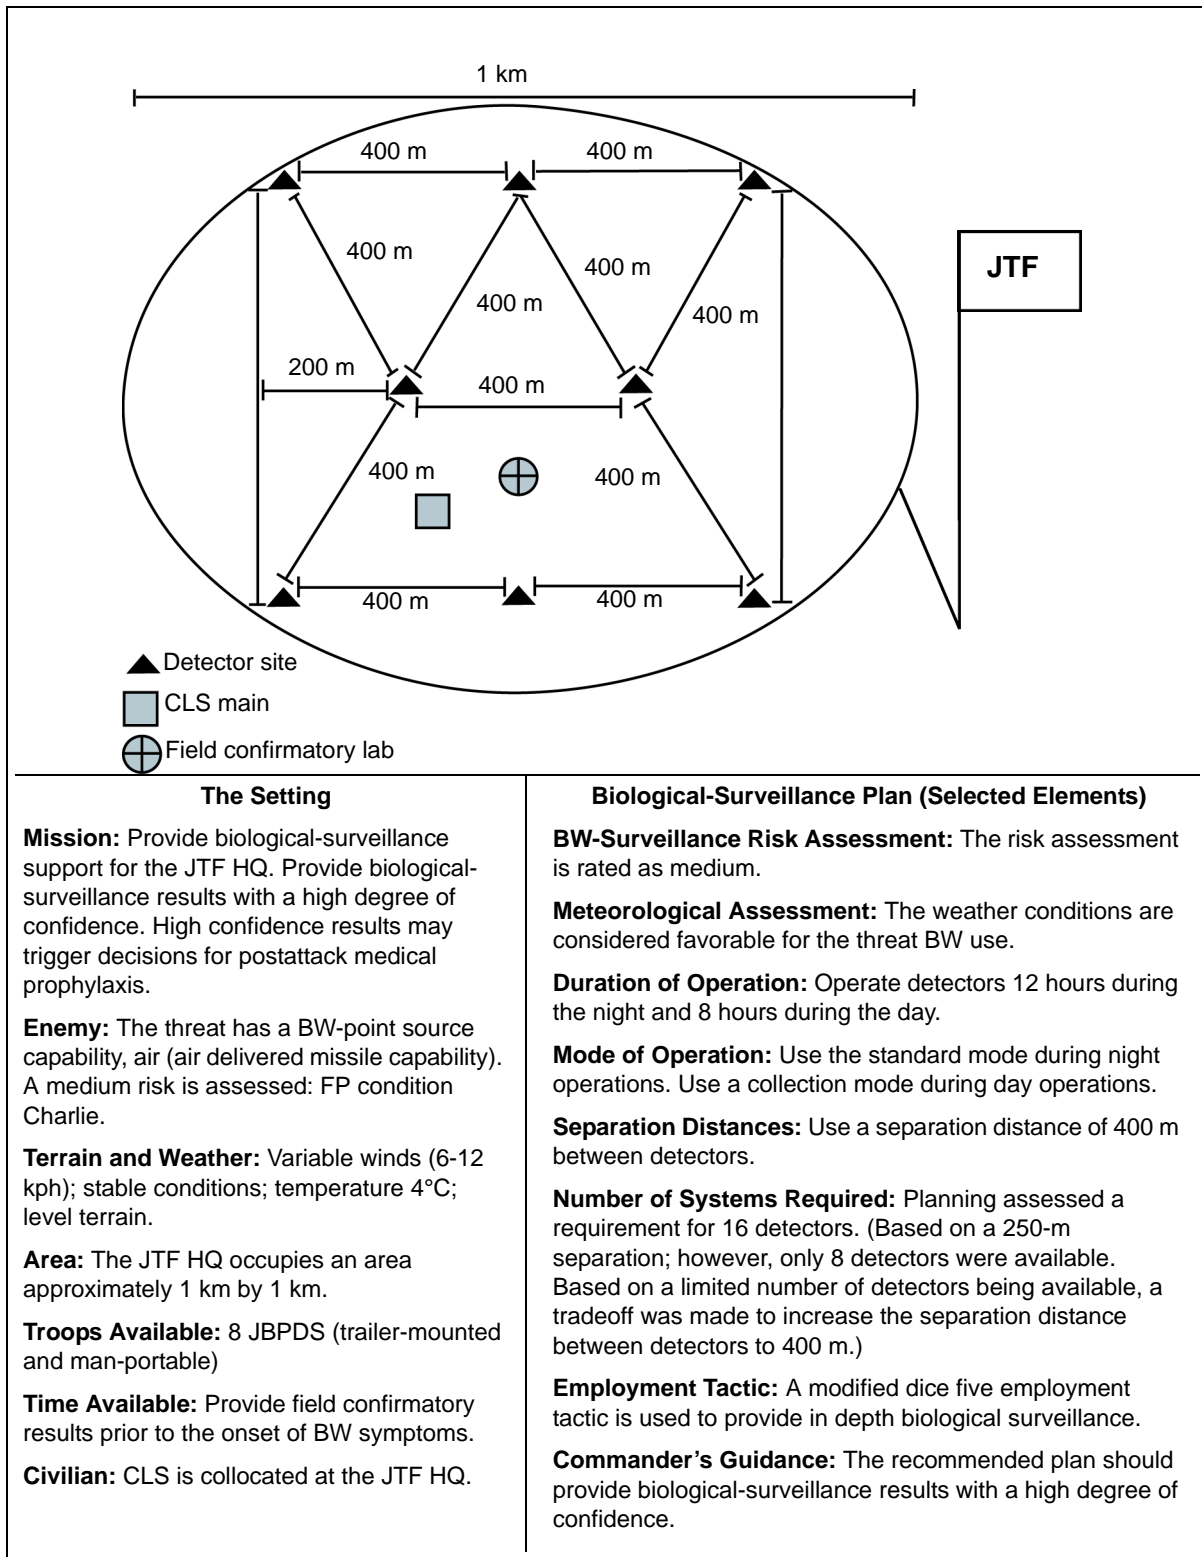 1 km
400 m
400 m
400 m
400 m
400 m
400 m
JTF
200 m
400 m
400 m
400 m
400 m
400 m
Detector site
CLS main
Field confirmatory lab
The Setting
Mission: Provide biological-surveillance
support for the JTF HQ. Provide biological-
surveillance results with a high degree of
confidence. High confidence results may
trigger decisions for postattack medical
prophylaxis.
Enemy: The threat has a BW-point source
capability, air (air delivered missile capability).
A medium risk is assessed: FP condition
Charlie.
Terrain and Weather: Variable winds (6-12
kph); stable conditions; temperature 4°C;
level terrain.
Area: The JTF HQ occupies an area
approximately 1 km by 1 km.
Troops Available: 8 JBPDS (trailer-mounted
and man-portable)
Time Available: Provide field confirmatory
results prior to the onset of BW symptoms.
Civilian: CLS is collocated at the JTF HQ.
Biological-Surveillance Plan (Selected Elements)
BW-Surveillance Risk Assessment: The risk assessment
is rated as medium.
Meteorological Assessment: The weather conditions are
considered favorable for the threat BW use.
Duration of Operation: Operate detectors 12 hours during
the night and 8 hours during the day.
Mode of Operation: Use the standard mode during night
operations. Use a collection mode during day operations.
Separation Distances: Use a separation distance of 400 m
between detectors.
Number of Systems Required: Planning assessed a
requirement for 16 detectors. (Based on a 250-m
separation; however, only 8 detectors were available.
Based on a limited number of detectors being available, a
tradeoff was made to increase the separation distance
between detectors to 400 m.)
Employment Tactic: A modified dice five employment
tactic is used to provide in depth biological surveillance.
Commander's Guidance: The recommended plan should
provide biological-surveillance results with a high degree of
confidence.